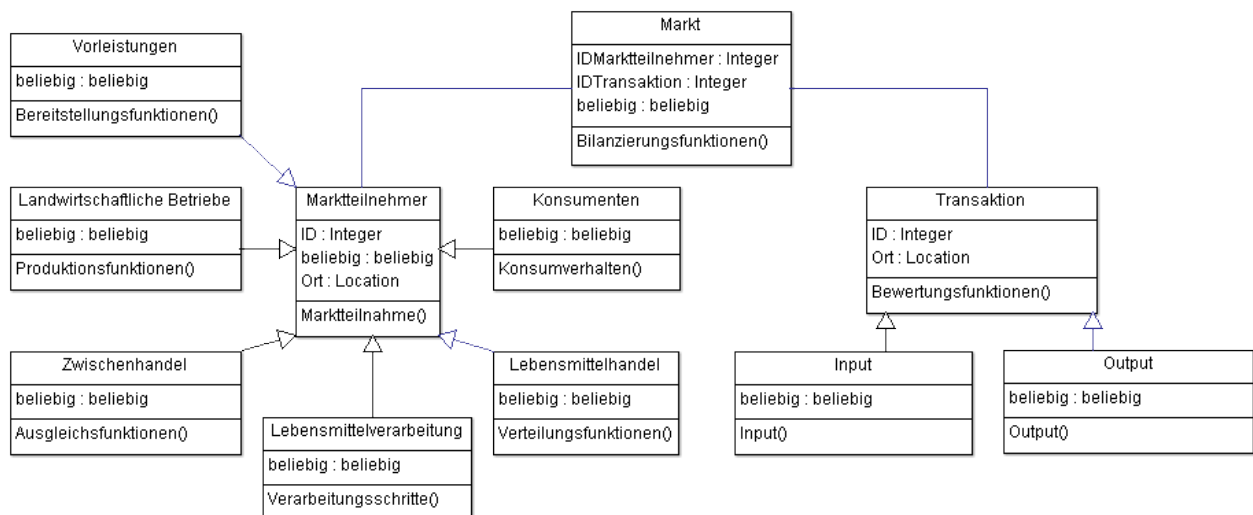 Markt
IDMarktteilnehmer : Integer
IDTransaktion : Integer
beliebig : beliebig
Bilanzierungsfunktionen()
Vorleistungen
beliebig : beliebig
Bereitstellungsfunktionen()
Landwirtschaftliche Betriebe
beliebig : beliebig
Produktionsfunktionen()
Marktteilnehmer
ID : Integer
beliebig : beliebig
Ort : Location
Marktteilnahme()
Konsumenten
beliebig : beliebig
Konsumverhalten()
Transaktion
ID : Integer
Ort : Location
Bewertungsfunktionen()
Zwischenhandel
beliebig : beliebig
Ausgleichsfunktionen()
Lebensmittelverarbeitung
beliebig : beliebig
Verarbeitungsschritte()
Lebensmittelhandel
beliebig : beliebig
Verteilungsfunktionen()
Input
beliebig : beliebig
Input()
Output
beliebig : beliebig
Output()